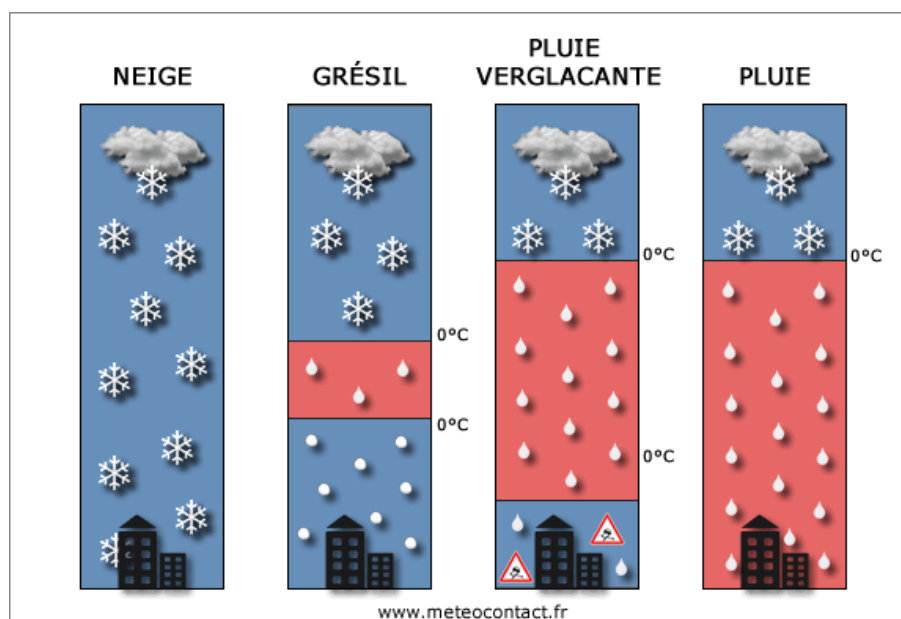 NEIGE
GRÉSIL
PLUIE
VERGLACANTE
PLUIE
0°C
0°C
0°C
0°C
0°C
www.meteocontact.fr